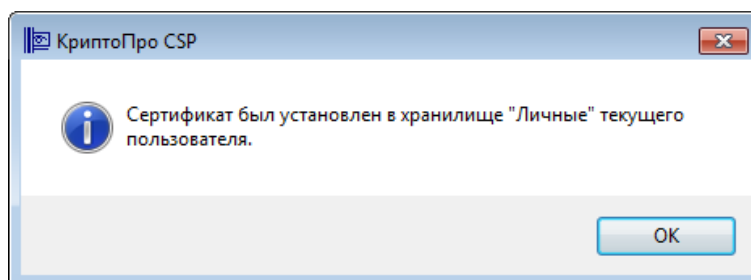 КриптоПро CSP
Сертификат был установлен в хранилище "Личные" текущего
пользователя.
OK